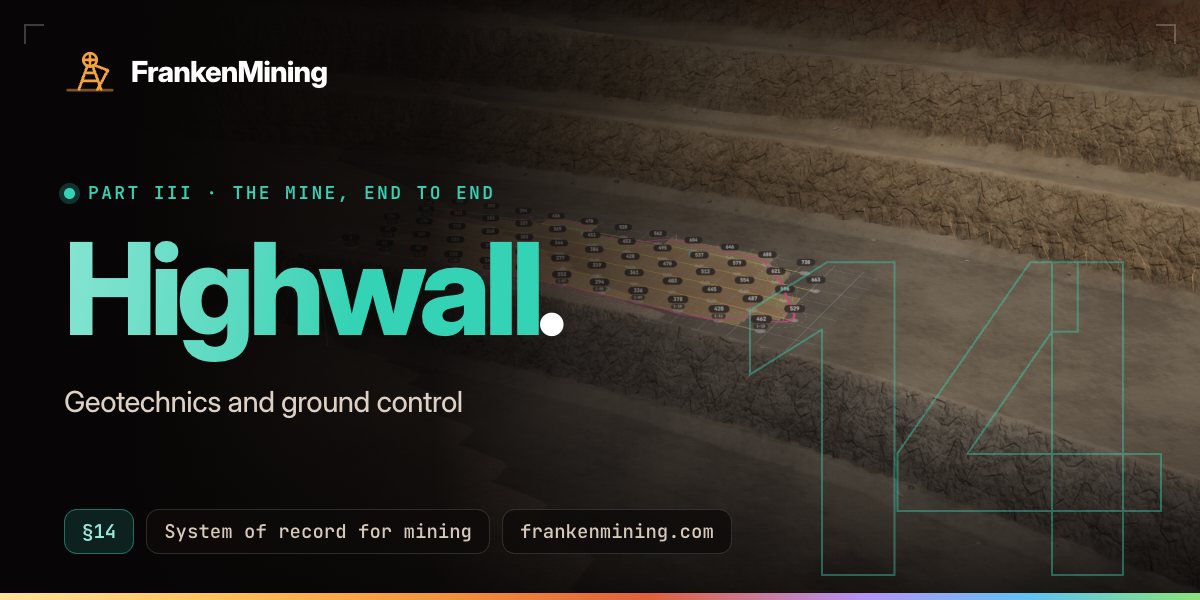 FrankenMining
PART III · THE MINE, END TO END
Highwall.
Geotechnics and ground control
§14
System of record for mining
frankenmining.com
14